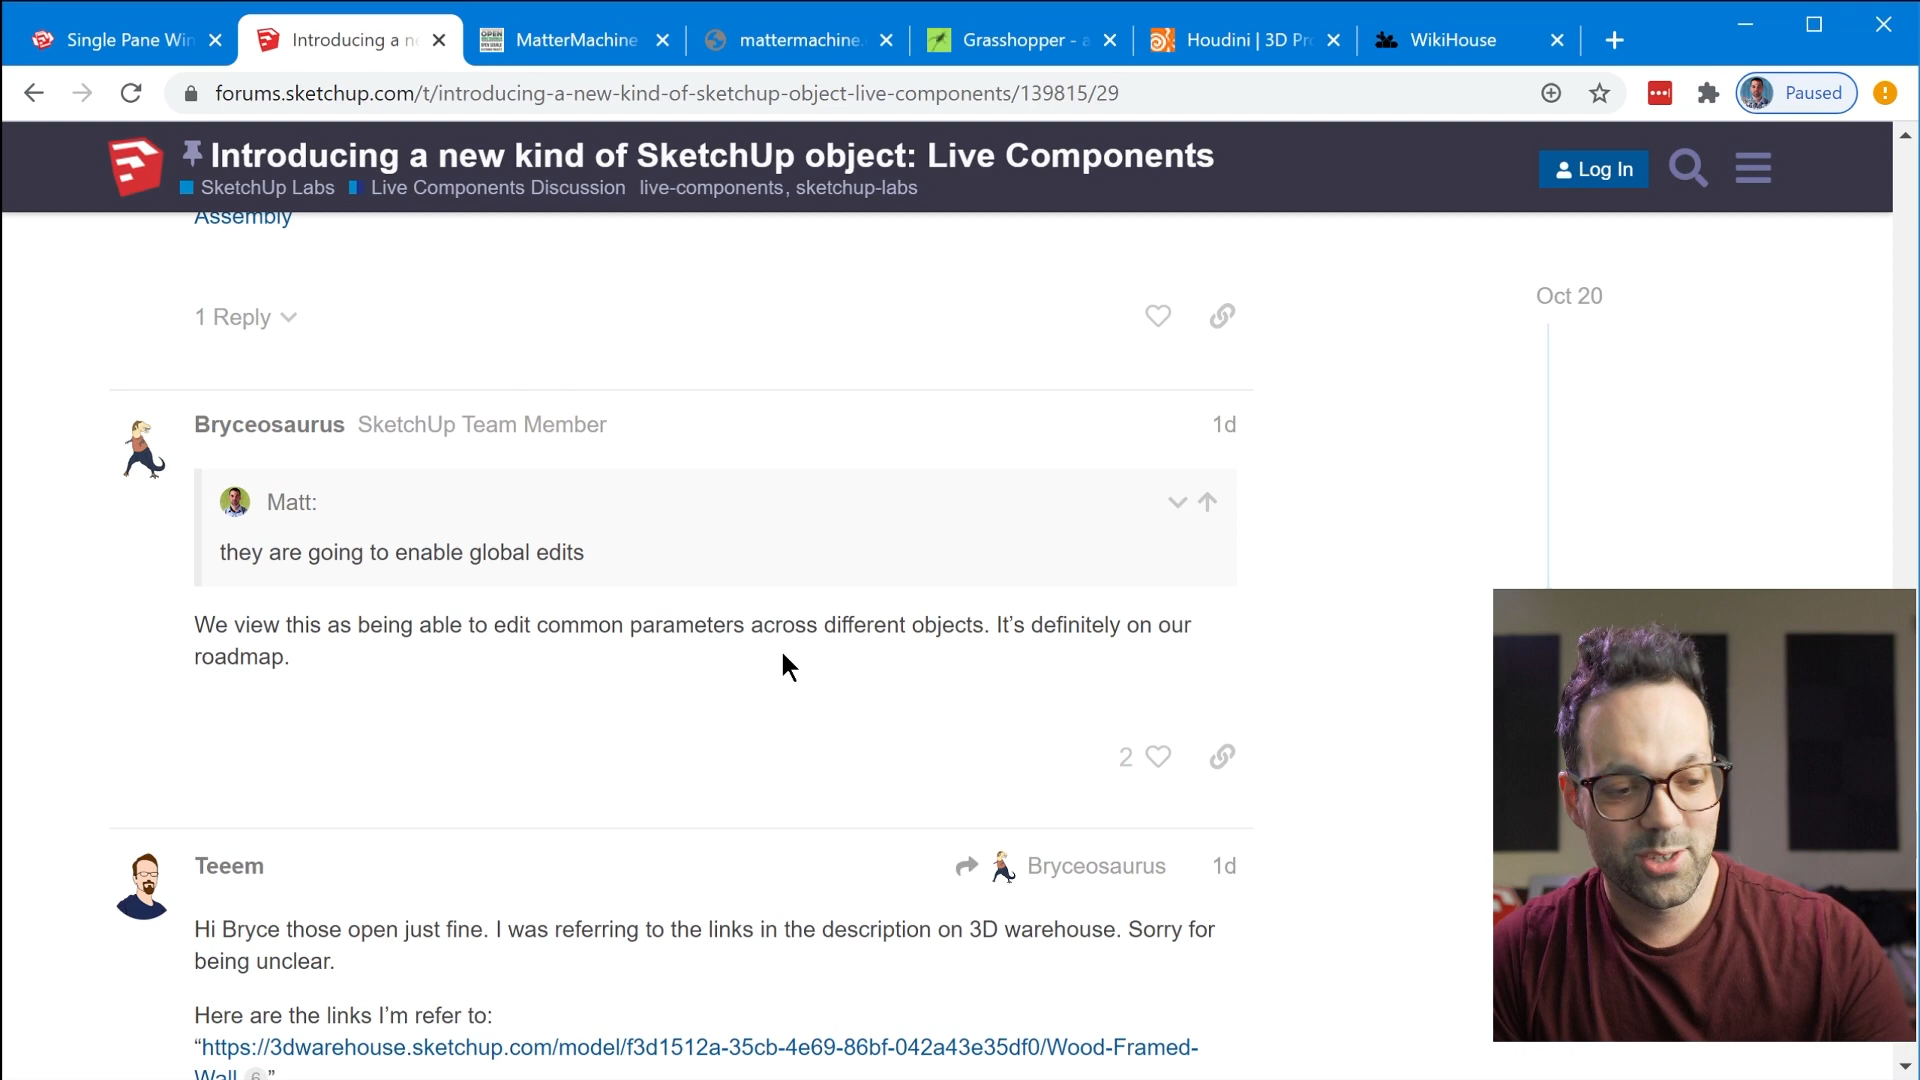 Single Pane Win
Introducing a n
MatterMachine
mattermachine.
Grasshopper - a
Houdini | 3D Pr
WikiHouse
forums.sketchup.com/t/introducing-a-new-kind-of-sketchup-object-live-components/139815/29
Paused
Introducing a new kind of SketchUp object: Live Components
SketchUp Labs Live Components Discussion live-components, sketchup-labs
Log In
Assembly
1 Reply
Oct 20
Bryceosaurus SketchUp Team Member 1d
Matt:
they are going to enable global edits
We view this as being able to edit common parameters across different objects. It's definitely on our
roadmap.
2
Teeem Bryceosaurus 1d
Hi Bryce those open just fine. I was referring to the links in the description on 3D warehouse. Sorry for
being unclear.
Here are the links I'm refer to:
“https://3dwarehouse.sketchup.com/model/f3d1512a-35cb-4e69-86bf-042a43e35df0/Wood-Framed-
Wall 6 ”